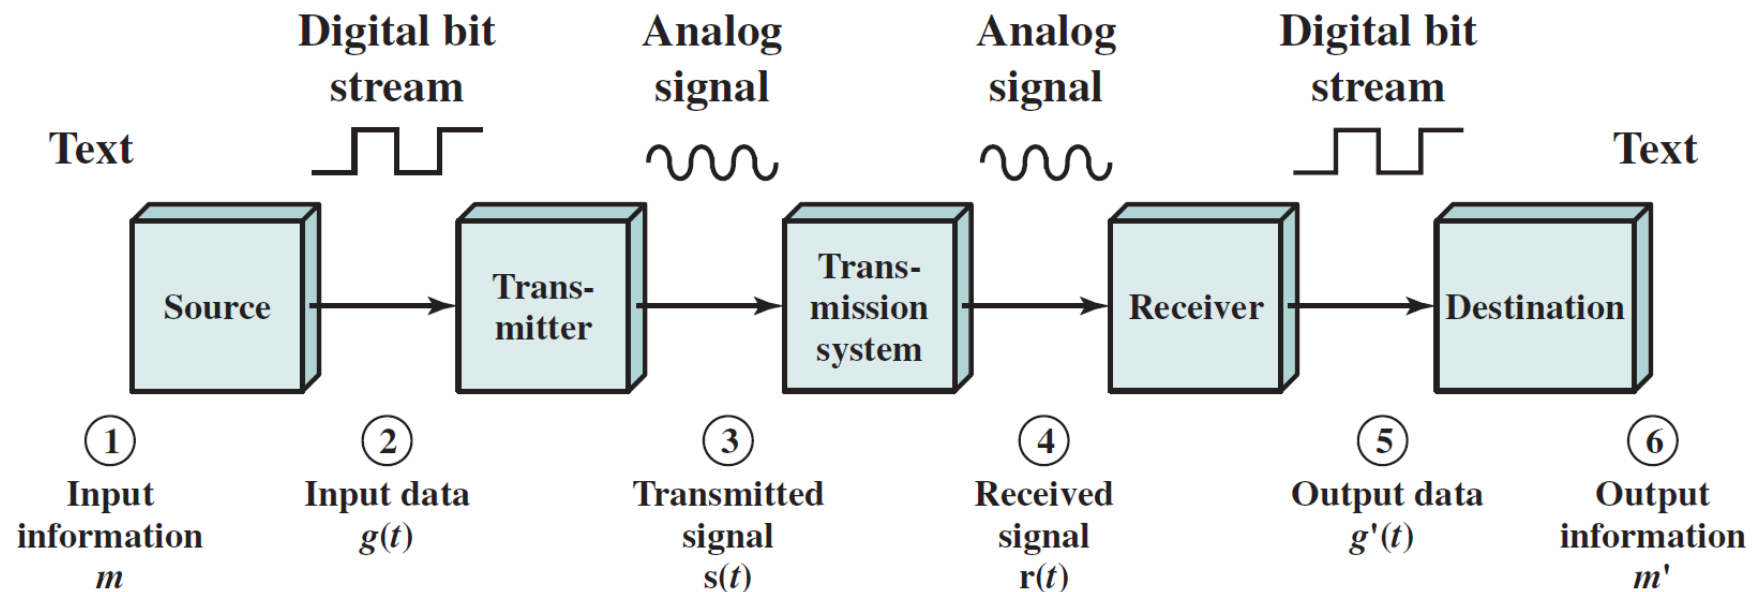 Digital bit
stream
Analog
signal
Analog
signal
Digital bit
stream
Text
Text
Source
Trans-
mitter
Trans-
mission
system
Receiver
Destination
1
Input
information
m
2
Input data
g(t)
3
Transmitted
signal
s(t)
4
Received
signal
r(t)
5
Output data
g'(t)
6
Output
information
m'